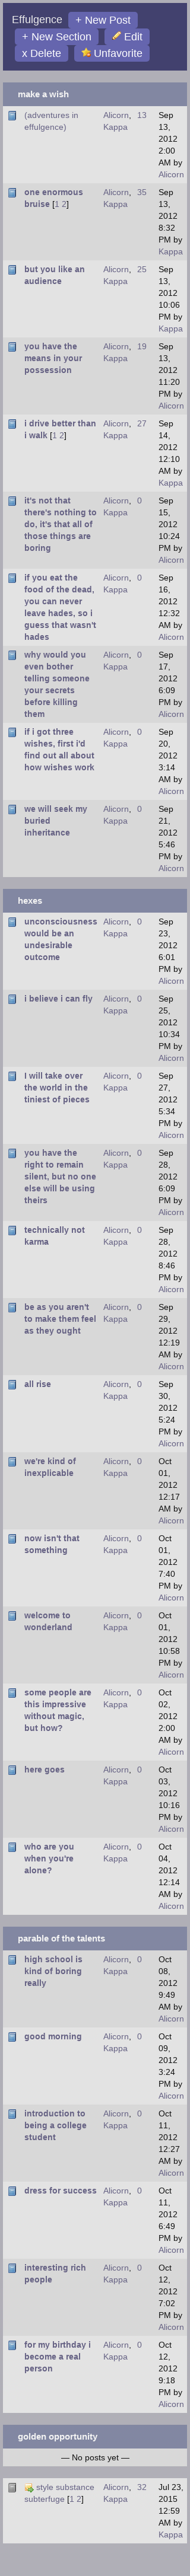 Effulgence + New Post
+ New Section Edit
x Delete Unfavorite
make a wish
(adventures in effulgence) Alicorn, Kappa 13 Sep 13, 2012 2:00 AM by Alicorn
one enormous bruise [1 2] Alicorn, Kappa 35 Sep 13, 2012 8:32 PM by Kappa
but you like an audience Alicorn, Kappa 25 Sep 13, 2012 10:06 PM by Kappa
you have the means in your possession Alicorn, Kappa 19 Sep 13, 2012 11:20 PM by Alicorn
i drive better than i walk [1 2] Alicorn, Kappa 27 Sep 14, 2012 12:10 AM by Kappa
it's not that there's nothing to do, it's that all of those things are boring Alicorn, Kappa 0 Sep 15, 2012 10:24 PM by Alicorn
if you eat the food of the dead, you can never leave hades, so i guess that wasn't hades Alicorn, Kappa 0 Sep 16, 2012 12:32 AM by Alicorn
why would you even bother telling someone your secrets before killing them Alicorn, Kappa 0 Sep 17, 2012 6:09 PM by Alicorn
if i got three wishes, first i'd find out all about how wishes work Alicorn, Kappa 0 Sep 20, 2012 3:14 AM by Alicorn
we will seek my buried inheritance Alicorn, Kappa 0 Sep 21, 2012 5:46 PM by Alicorn
hexes
unconsciousness would be an undesirable outcome Alicorn, Kappa 0 Sep 23, 2012 6:01 PM by Alicorn
i believe i can fly Alicorn, Kappa 0 Sep 25, 2012 10:34 PM by Alicorn
I will take over the world in the tiniest of pieces Alicorn, Kappa 0 Sep 27, 2012 5:34 PM by Alicorn
you have the right to remain silent, but no one else will be using theirs Alicorn, Kappa 0 Sep 28, 2012 6:09 PM by Alicorn
technically not karma Alicorn, Kappa 0 Sep 28, 2012 8:46 PM by Alicorn
be as you aren't to make them feel as they ought Alicorn, Kappa 0 Sep 29, 2012 12:19 AM by Alicorn
all rise Alicorn, Kappa 0 Sep 30, 2012 5:24 PM by Alicorn
we're kind of inexplicable Alicorn, Kappa 0 Oct 01, 2012 12:17 AM by Alicorn
now isn't that something Alicorn, Kappa 0 Oct 01, 2012 7:40 PM by Alicorn
welcome to wonderland Alicorn, Kappa 0 Oct 01, 2012 10:58 PM by Alicorn
some people are this impressive without magic, but how? Alicorn, Kappa 0 Oct 02, 2012 2:00 AM by Alicorn
here goes Alicorn, Kappa 0 Oct 03, 2012 10:16 PM by Alicorn
who are you when you're alone? Alicorn, Kappa 0 Oct 04, 2012 12:14 AM by Alicorn
parable of the talents
high school is kind of boring really Alicorn, Kappa 0 Oct 08, 2012 9:49 AM by Alicorn
good morning Alicorn, Kappa 0 Oct 09, 2012 3:24 PM by Alicorn
introduction to being a college student Alicorn, Kappa 0 Oct 11, 2012 12:27 AM by Alicorn
dress for success Alicorn, Kappa 0 Oct 11, 2012 6:49 PM by Alicorn
interesting rich people Alicorn, Kappa 0 Oct 12, 2012 7:02 PM by Alicorn
for my birthday i become a real person Alicorn, Kappa 0 Oct 12, 2012 9:18 PM by Alicorn
golden opportunity
— No posts yet —
style substance subterfuge [1 2] Alicorn, Kappa 32 Jul 23, 2015 12:59 AM by Kappa